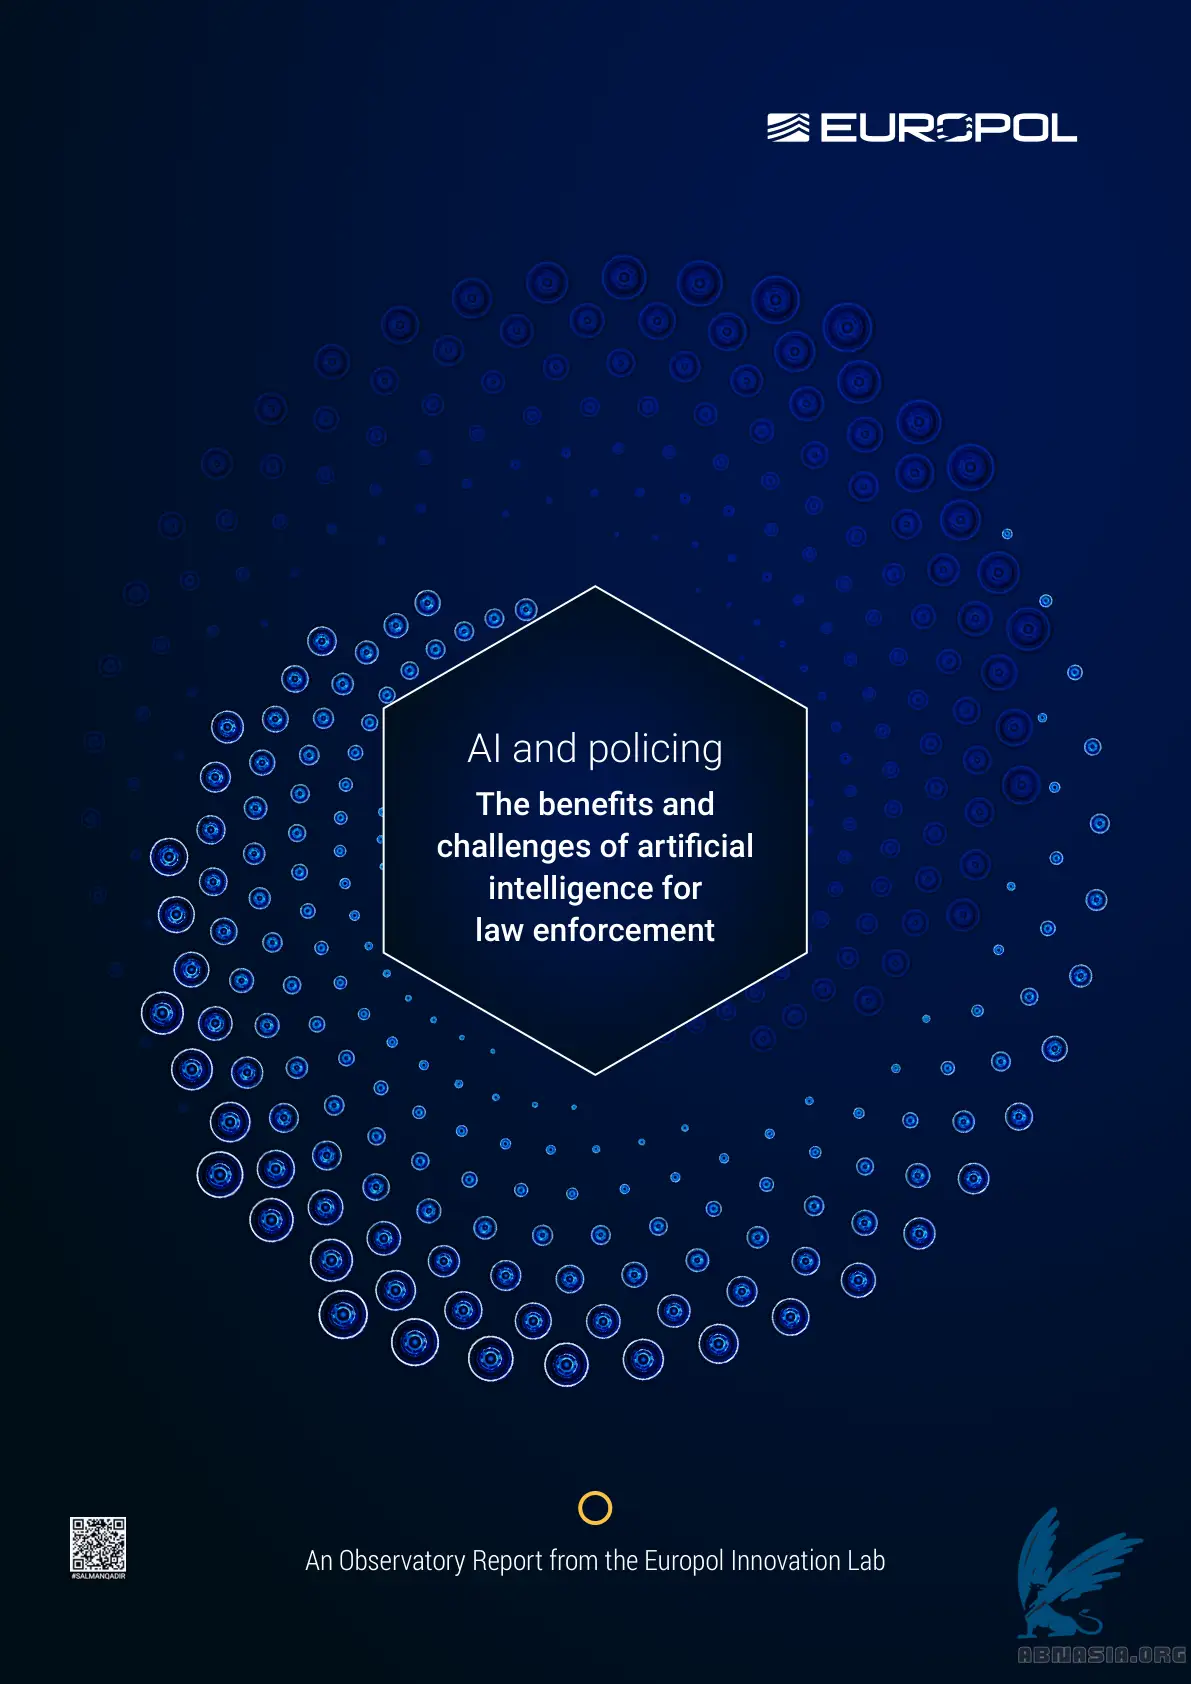 EUROPOL
AI and policing
The benefits and
challenges of artificial
intelligence for
law enforcement
An Observatory Report from the Europol Innovation Lab
#SALMANQADIR
ABNASIA.ORG